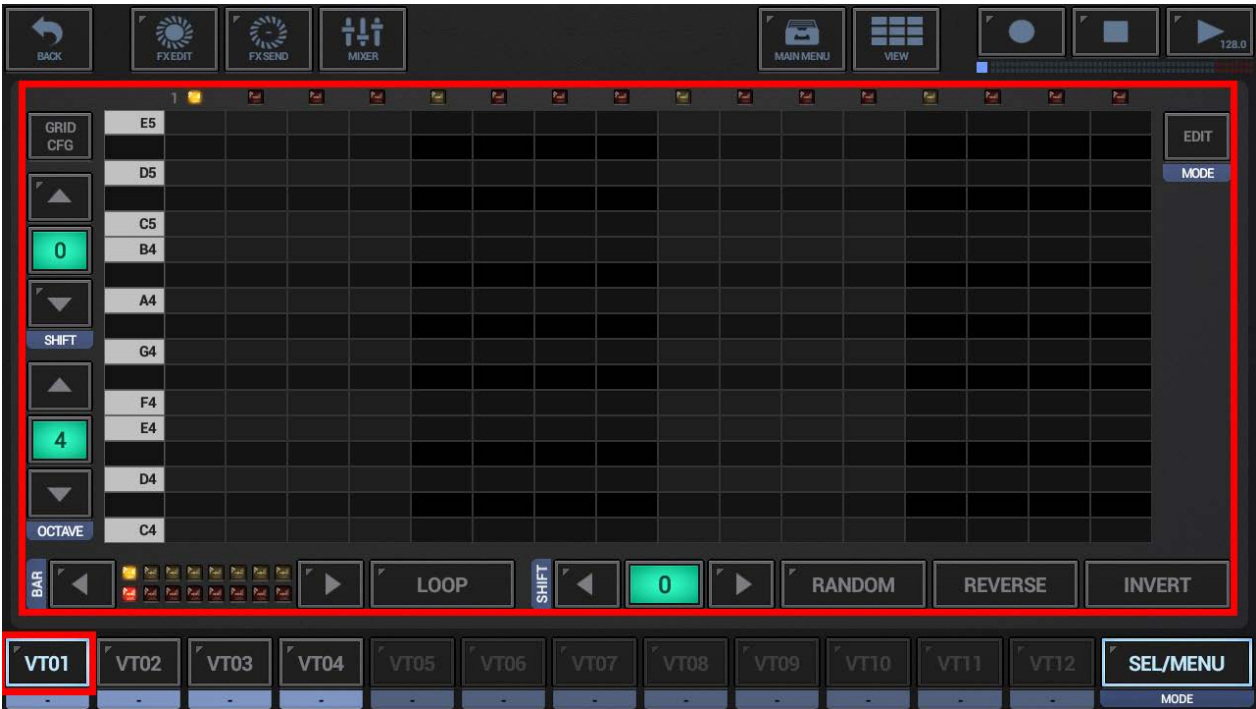 BACK
FX EDIT
FX SEND
MIXER
MAIN MENU
VIEW
128.0
1
GRID
CFG
E5
EDIT
D5
MODE
C5
0
B4
A4
SHIFT
G4
F4
4
E4
D4
OCTAVE
C4
BAR
LOOP
SHIFT
0
RANDOM
REVERSE
INVERT
VT01
VT02
VT03
VT04
VT05
VT06
VT07
VT08
VT09
VT10
VT11
VT12
SEL/MENU
- - - - - - - - - - - -
MODE